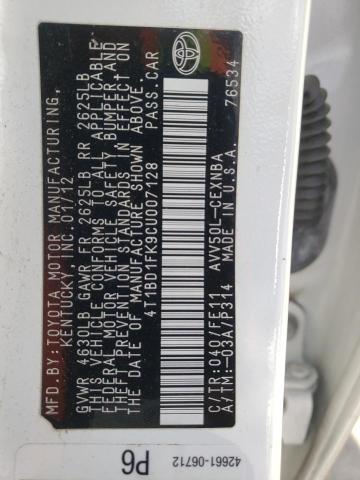 MFD. BY:TOYOTA MOTOR MANUFACTURING,
KENTUCKY, INC. 01/12
GVWR 4630LB GAWR FR 2625LB RR 2625LB
THIS VEHICLE CONFORMS TO ALL APPLICABLE
FEDERAL MOTOR VEHICLE SAFETY, BUMPER AND
THEFT PREVENTION STANDARDS IN EFFECT ON
THE DATE OF MANUFACTURE SHOWN ABOVE.
4T1BD1FK9CU007128 PASS.CAR
C/TR:040/FE11 AVV50L-CEXNBA
A/TM:-03A/P314 MADE IN U.S.A. 76534
42661-06712 P6